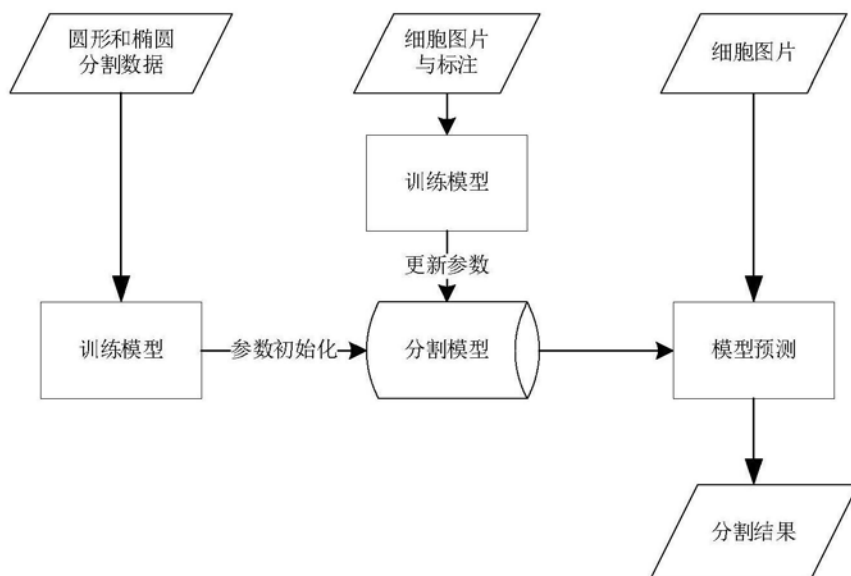 圆形和椭圆
分割数据
细胞图片
与标注
细胞图片
训练模型
更新参数
训练模型
参数初始化
分割模型
模型预测
分割结果